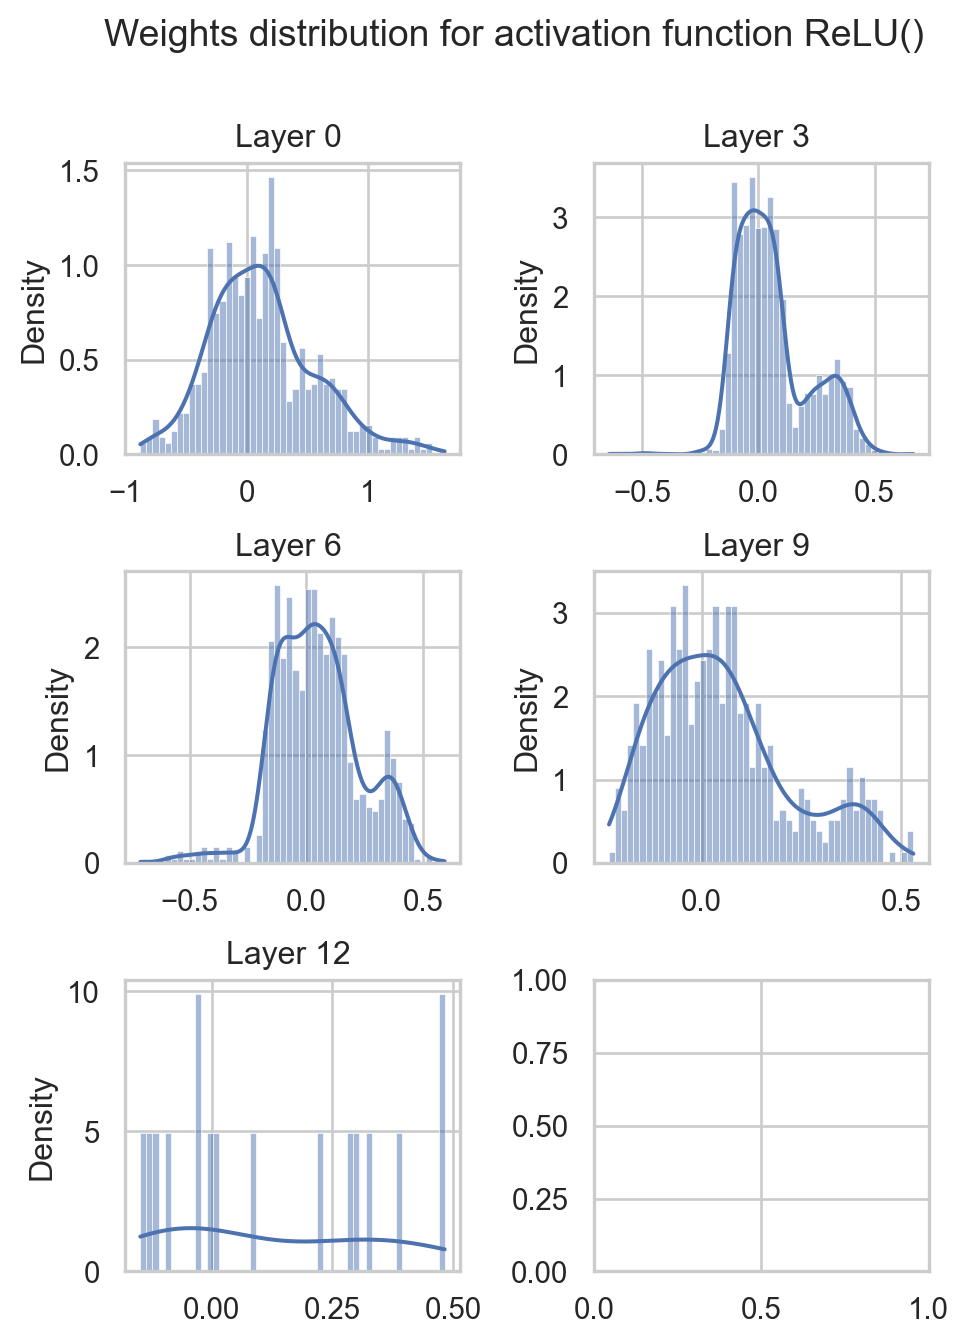 Weights distribution for activation function ReLU()
Layer 0
Density
1.5
1.0
0.5
0.0
−1 0 1
Layer 3
Density
3
2
1
0
−0.5 0.0 0.5
Layer 6
Density
2
1
0
−0.5 0.0 0.5
Layer 9
Density
3
2
1
0
0.0 0.5
Layer 12
Density
10
5
0
0.00 0.25 0.50
1.00
0.75
0.50
0.25
0.00
0.0 0.5 1.0